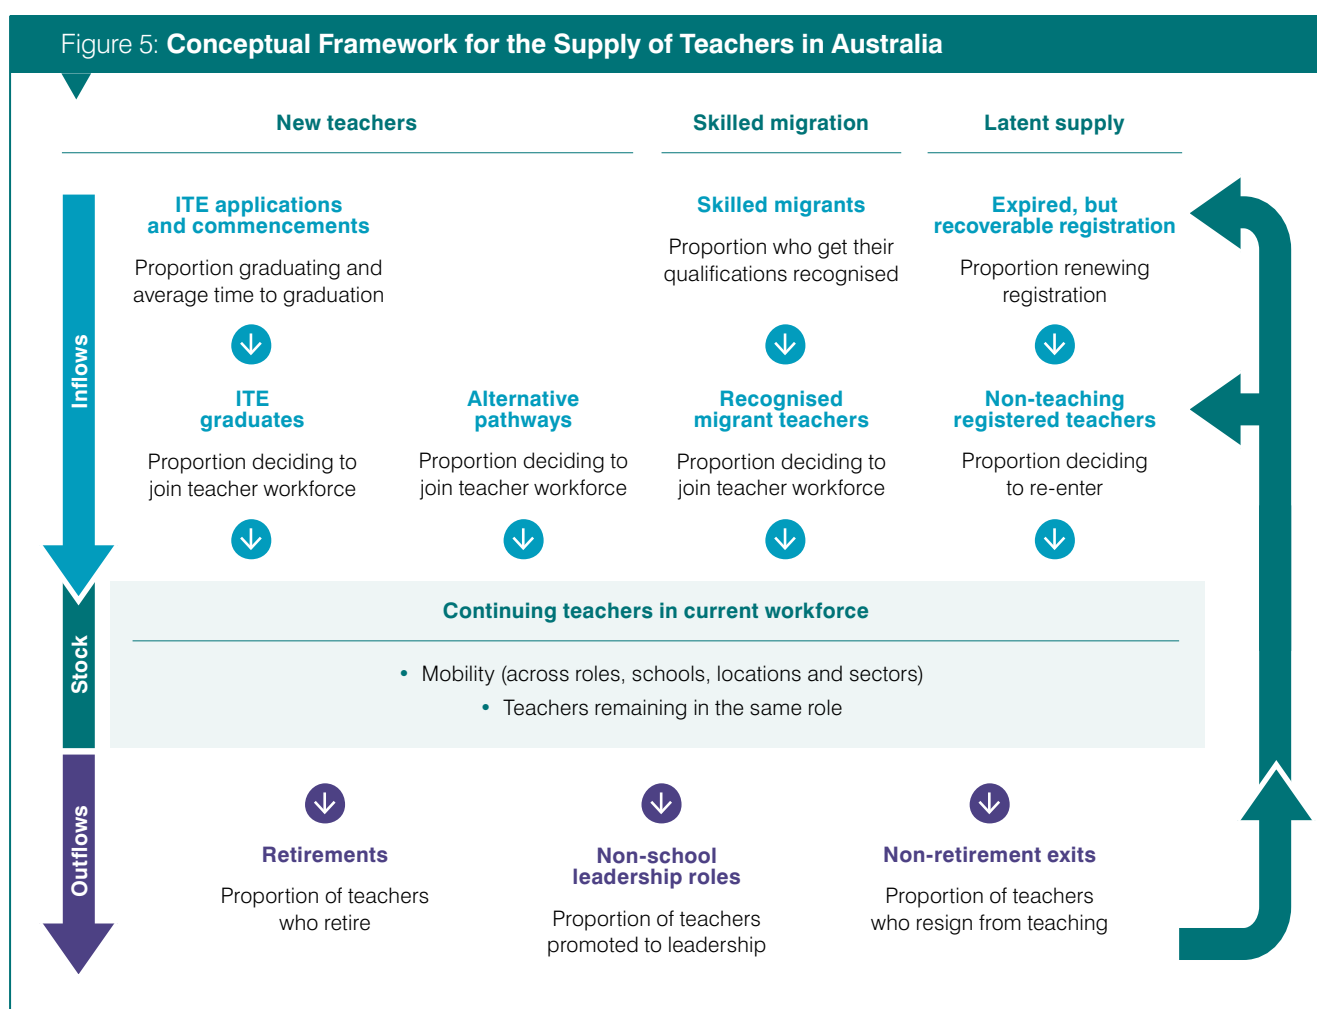 Figure 5: Conceptual Framework for the Supply of Teachers in Australia
New teachers
Skilled migration
Latent supply
Inflows
ITE applications
and commencements
Proportion graduating and
average time to graduation
Skilled migrants
Proportion who get their
qualifications recognised
Expired, but
recoverable registration
Proportion renewing
registration
ITE
graduates
Proportion deciding to
join teacher workforce
Alternative
pathways
Proportion deciding to
join teacher workforce
Recognised
migrant teachers
Proportion deciding to
join teacher workforce
Non-teaching
registered teachers
Proportion deciding
to re-enter
Stock
Continuing teachers in current workforce
• Mobility (across roles, schools, locations and sectors)
• Teachers remaining in the same role
Outflows
Retirements
Proportion of teachers
who retire
Non-school
leadership roles
Proportion of teachers
promoted to leadership
Non-retirement exits
Proportion of teachers
who resign from teaching